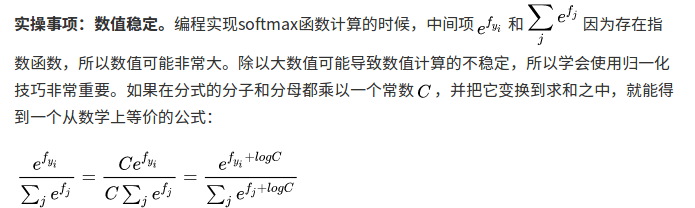 实操事项：数值稳定。编程实现softmax函数计算的时候，中间项 $e^{f_{y_i}}$ 和 $\sum_j e^{f_j}$ 因为存在指
数函数，所以数值可能非常大。除以大数值可能导致数值计算的不稳定，所以学会使用归一化
技巧非常重要。如果在分式的分子和分母都乘以一个常数 $C$，并把它变换到求和之中，就能得
到一个从数学上等价的公式：
$\frac{e^{f_{y_i}}}{\sum_j e^{f_j}} = \frac{Ce^{f_{y_i}}}{C\sum_j e^{f_j}} = \frac{e^{f_{y_i}+logC}}{\sum_j e^{f_j+logC}}$